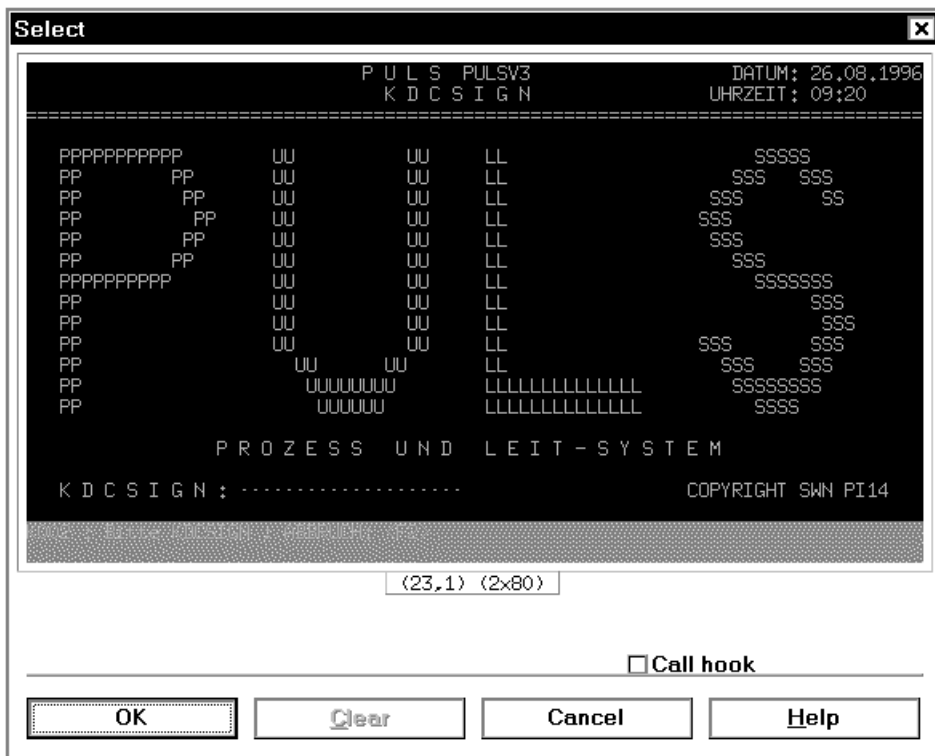 Select
P U L S PULSV3 DATUM: 26.08.1996
K D C S I G N UHRZEIT: 09:20
================================================================================
PPPPPPPPPPP UU UU LL SSSSS
PP PP UU UU LL SSS SSS
PP PP UU UU LL SSS SS
PP PP UU UU LL SSS
PP PP UU UU LL SSS
PP PP UU UU LL SSS
PPPPPPPPPP UU UU LL SSSSSSS
PP UU UU LL SSS
PP UU UU LL SSS
PP UU UU LL SSS SSS
PP UU UU LL SSS SSS
PP UUUUUUUU LLLLLLLLLLLLLL SSSSSSSS
PP UUUUUU LLLLLLLLLLLLLL SSSS
P R O Z E S S U N D L E I T - S Y S T E M
K D C S I G N : -------------------- COPYRIGHT SWN PI14
(23,1) (2x80)
Call hook
OK Clear Cancel Help